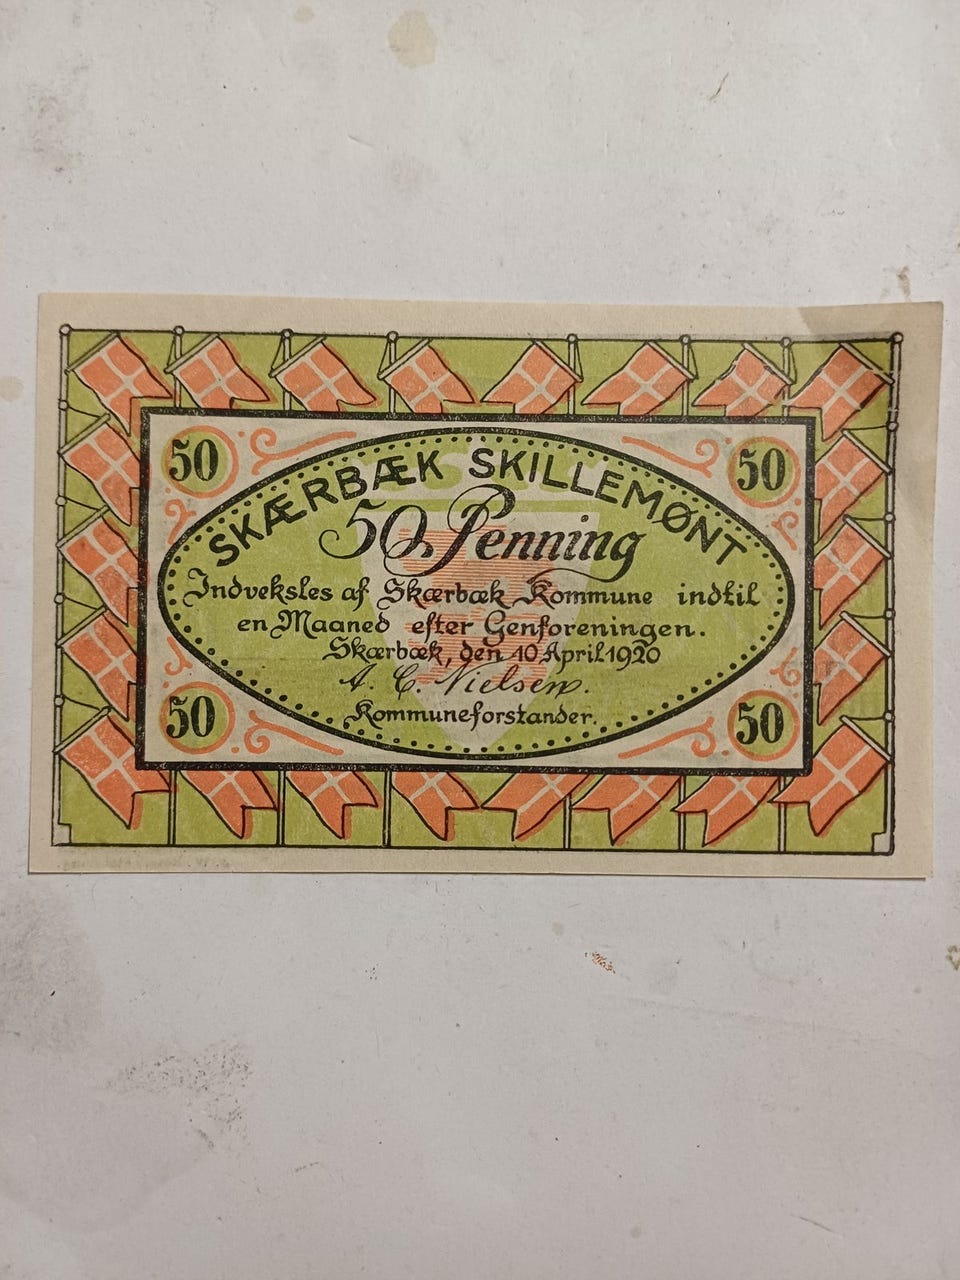 50
50
SKÆRBÆK SKILLEMØNT
50 Penning
Indveksles af Skærbæk Kommune indtil
en Maaned efter Genforeningen.
Skærbæk, den 10 April 1920
A. C. Nielsen.
Kommuneforstander.
50
50